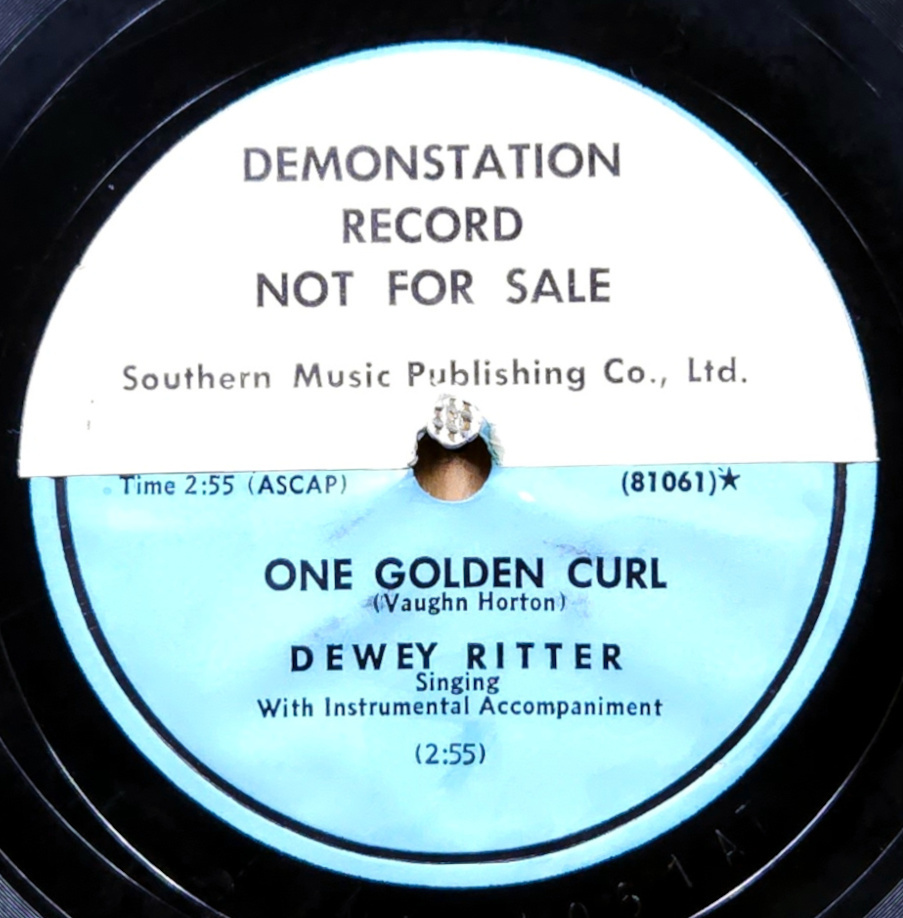 DEMONSTATION
RECORD
NOT FOR SALE
Southern Music Publishing Co., Ltd.
Time 2:55 (ASCAP) (81061)★
ONE GOLDEN CURL
(Vaughn Horton)
DEWEY RITTER
Singing
With Instrumental Accompaniment
(2:55)